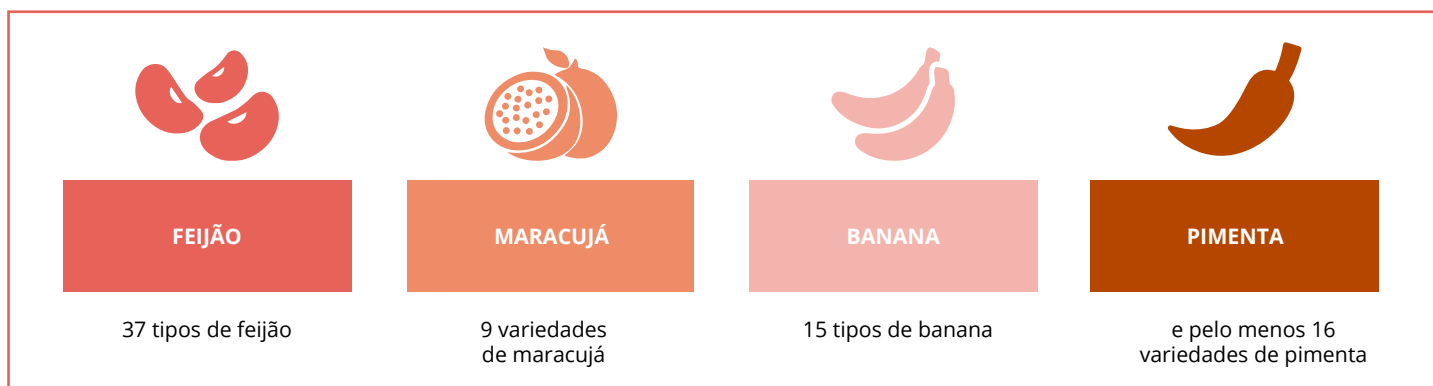 FEIJÃO
37 tipos de feijão
MARACUJÁ
9 variedades
de maracujá
BANANA
15 tipos de banana
PIMENTA
e pelo menos 16
variedades de pimenta